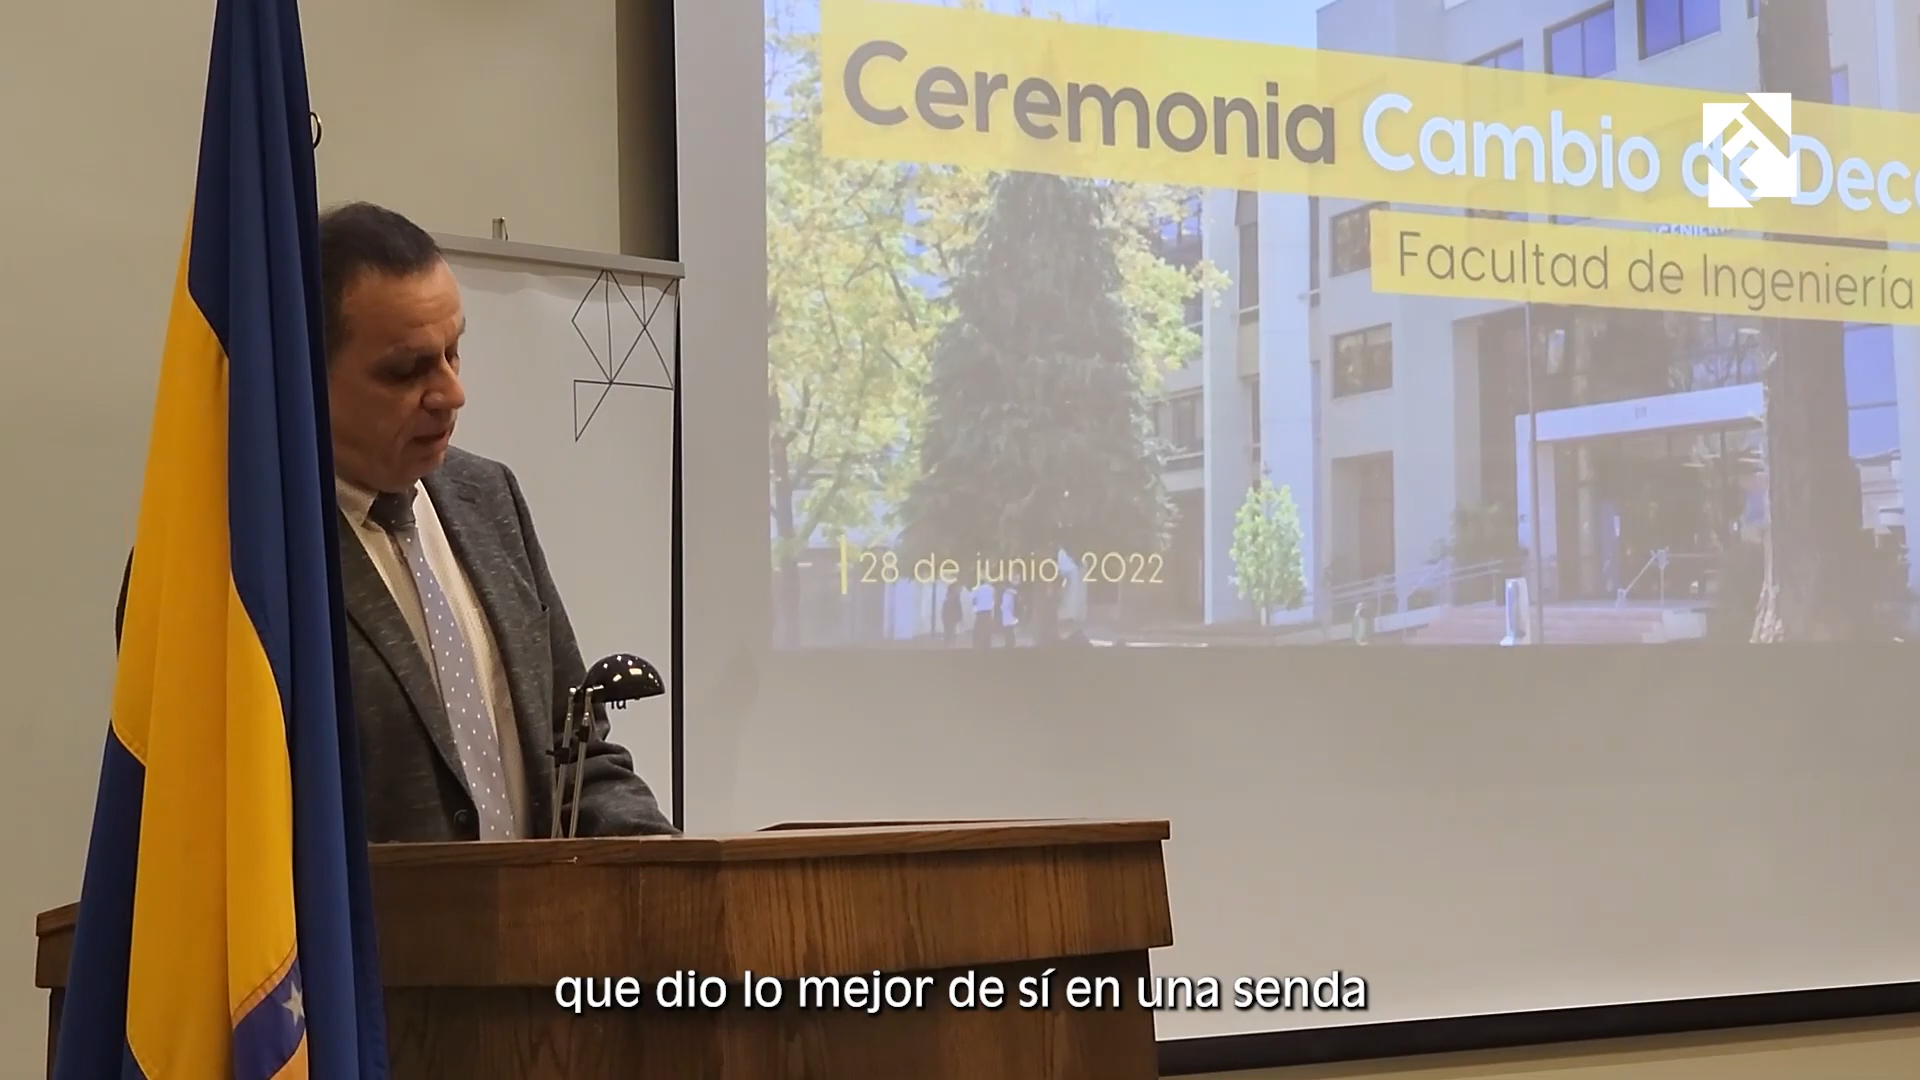 Ceremonia Cambio de
Facultad de Ingeniería
28 de junio, 2022
que dio lo mejor de sí en una senda